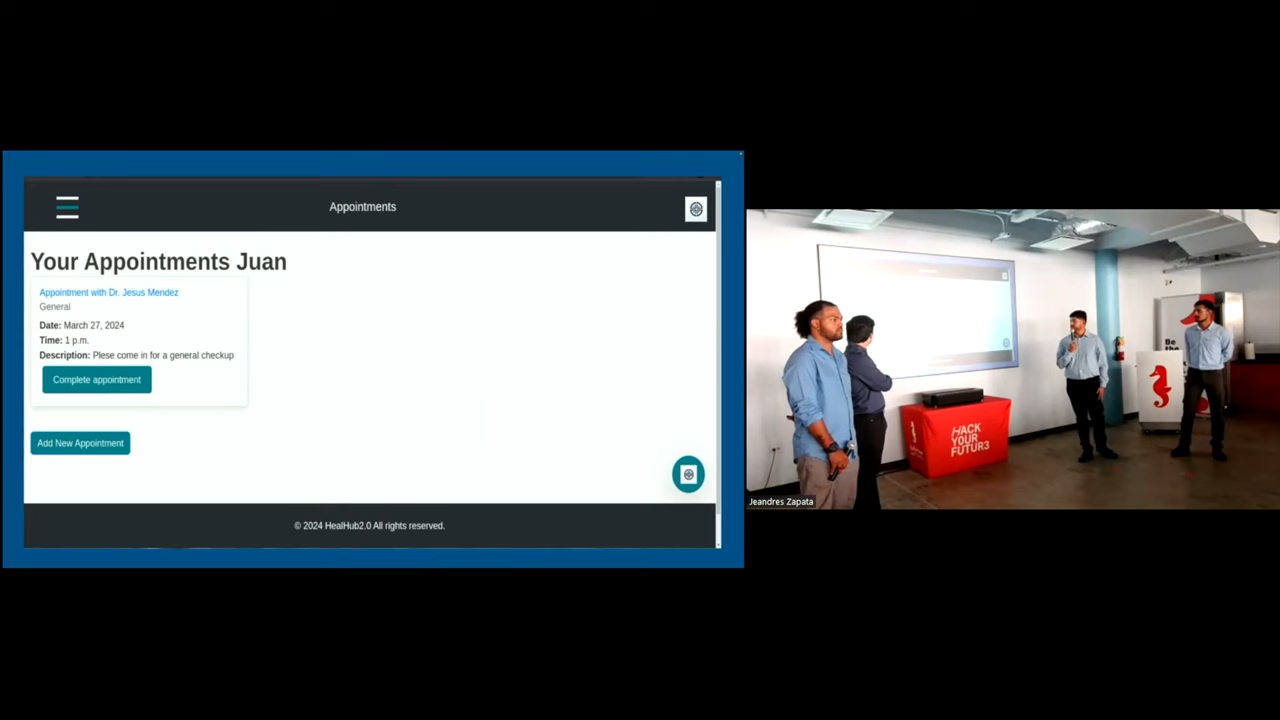 Appointments
Your Appointments Juan
Appointment with Dr. Jesus Mendez
General
Date: March 27, 2024
Time: 1 p.m.
Description: Plese come in for a general checkup
Complete appointment
Add New Appointment
© 2024 HealHub2.0 All rights reserved.
HACK
YOUR
FUTUR3
Be
the
Jeandres Zapata